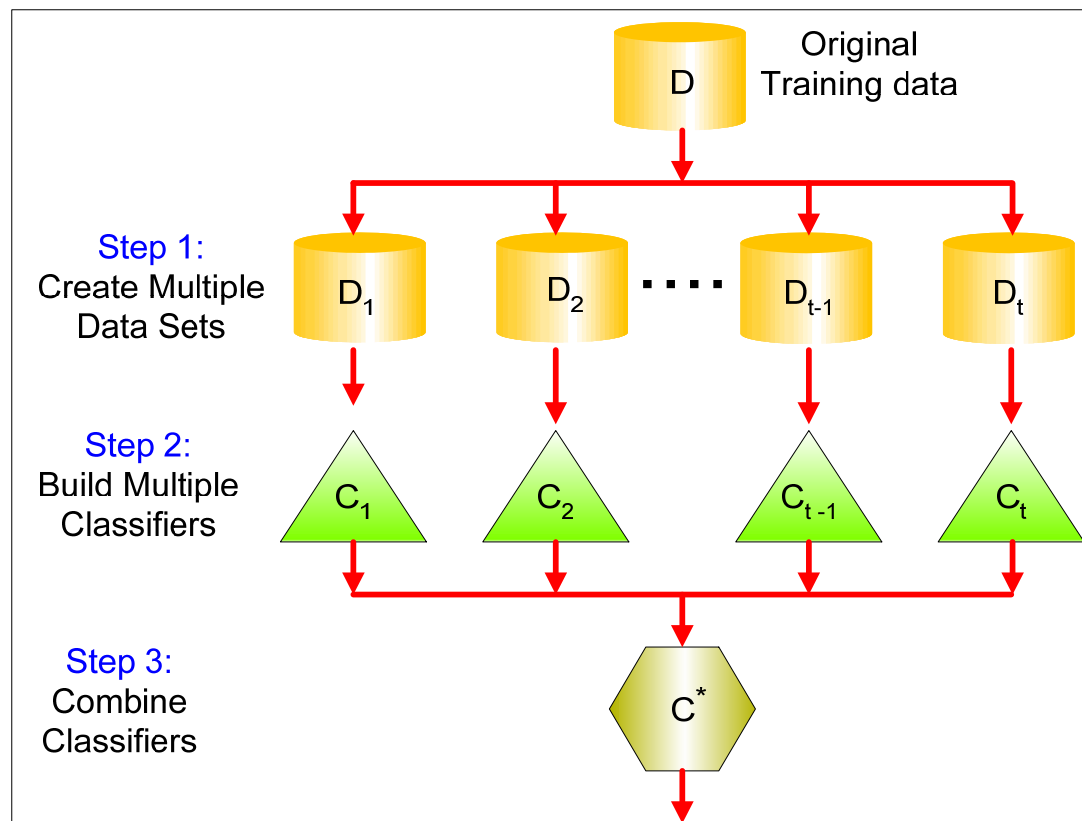 D
Original
Training data
Step 1:
Create Multiple
Data Sets
D1
D2
....
Dt-1
Dt
Step 2:
Build Multiple
Classifiers
C1
C2
Ct -1
Ct
Step 3:
Combine
Classifiers
C*